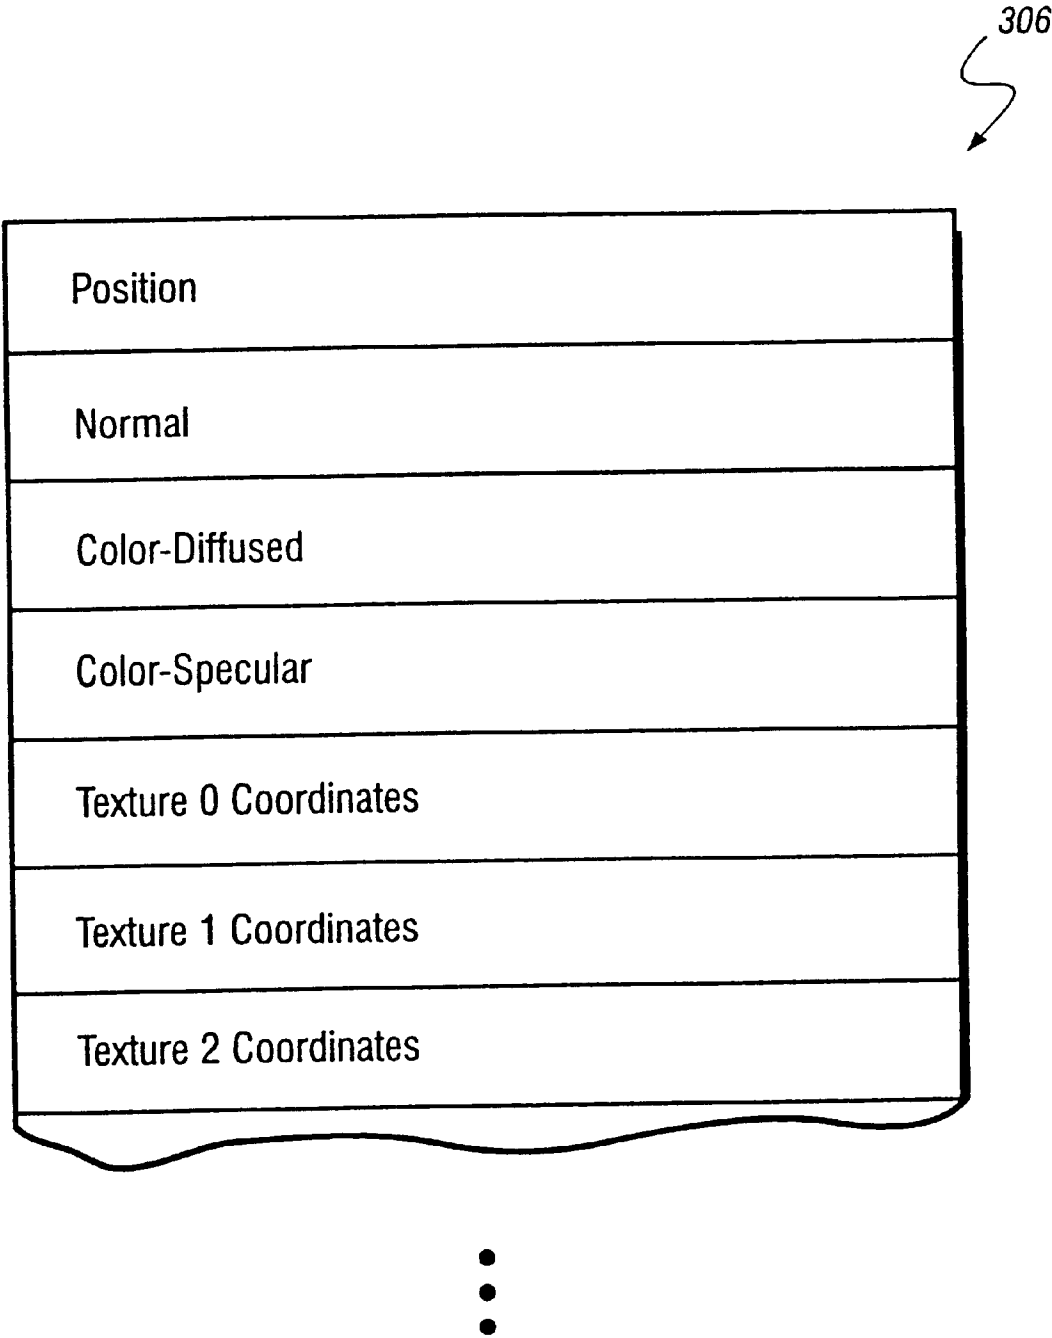 306
Position
Normal
Color-Diffused
Color-Specular
Texture 0 Coordinates
Texture 1 Coordinates
Texture 2 Coordinates